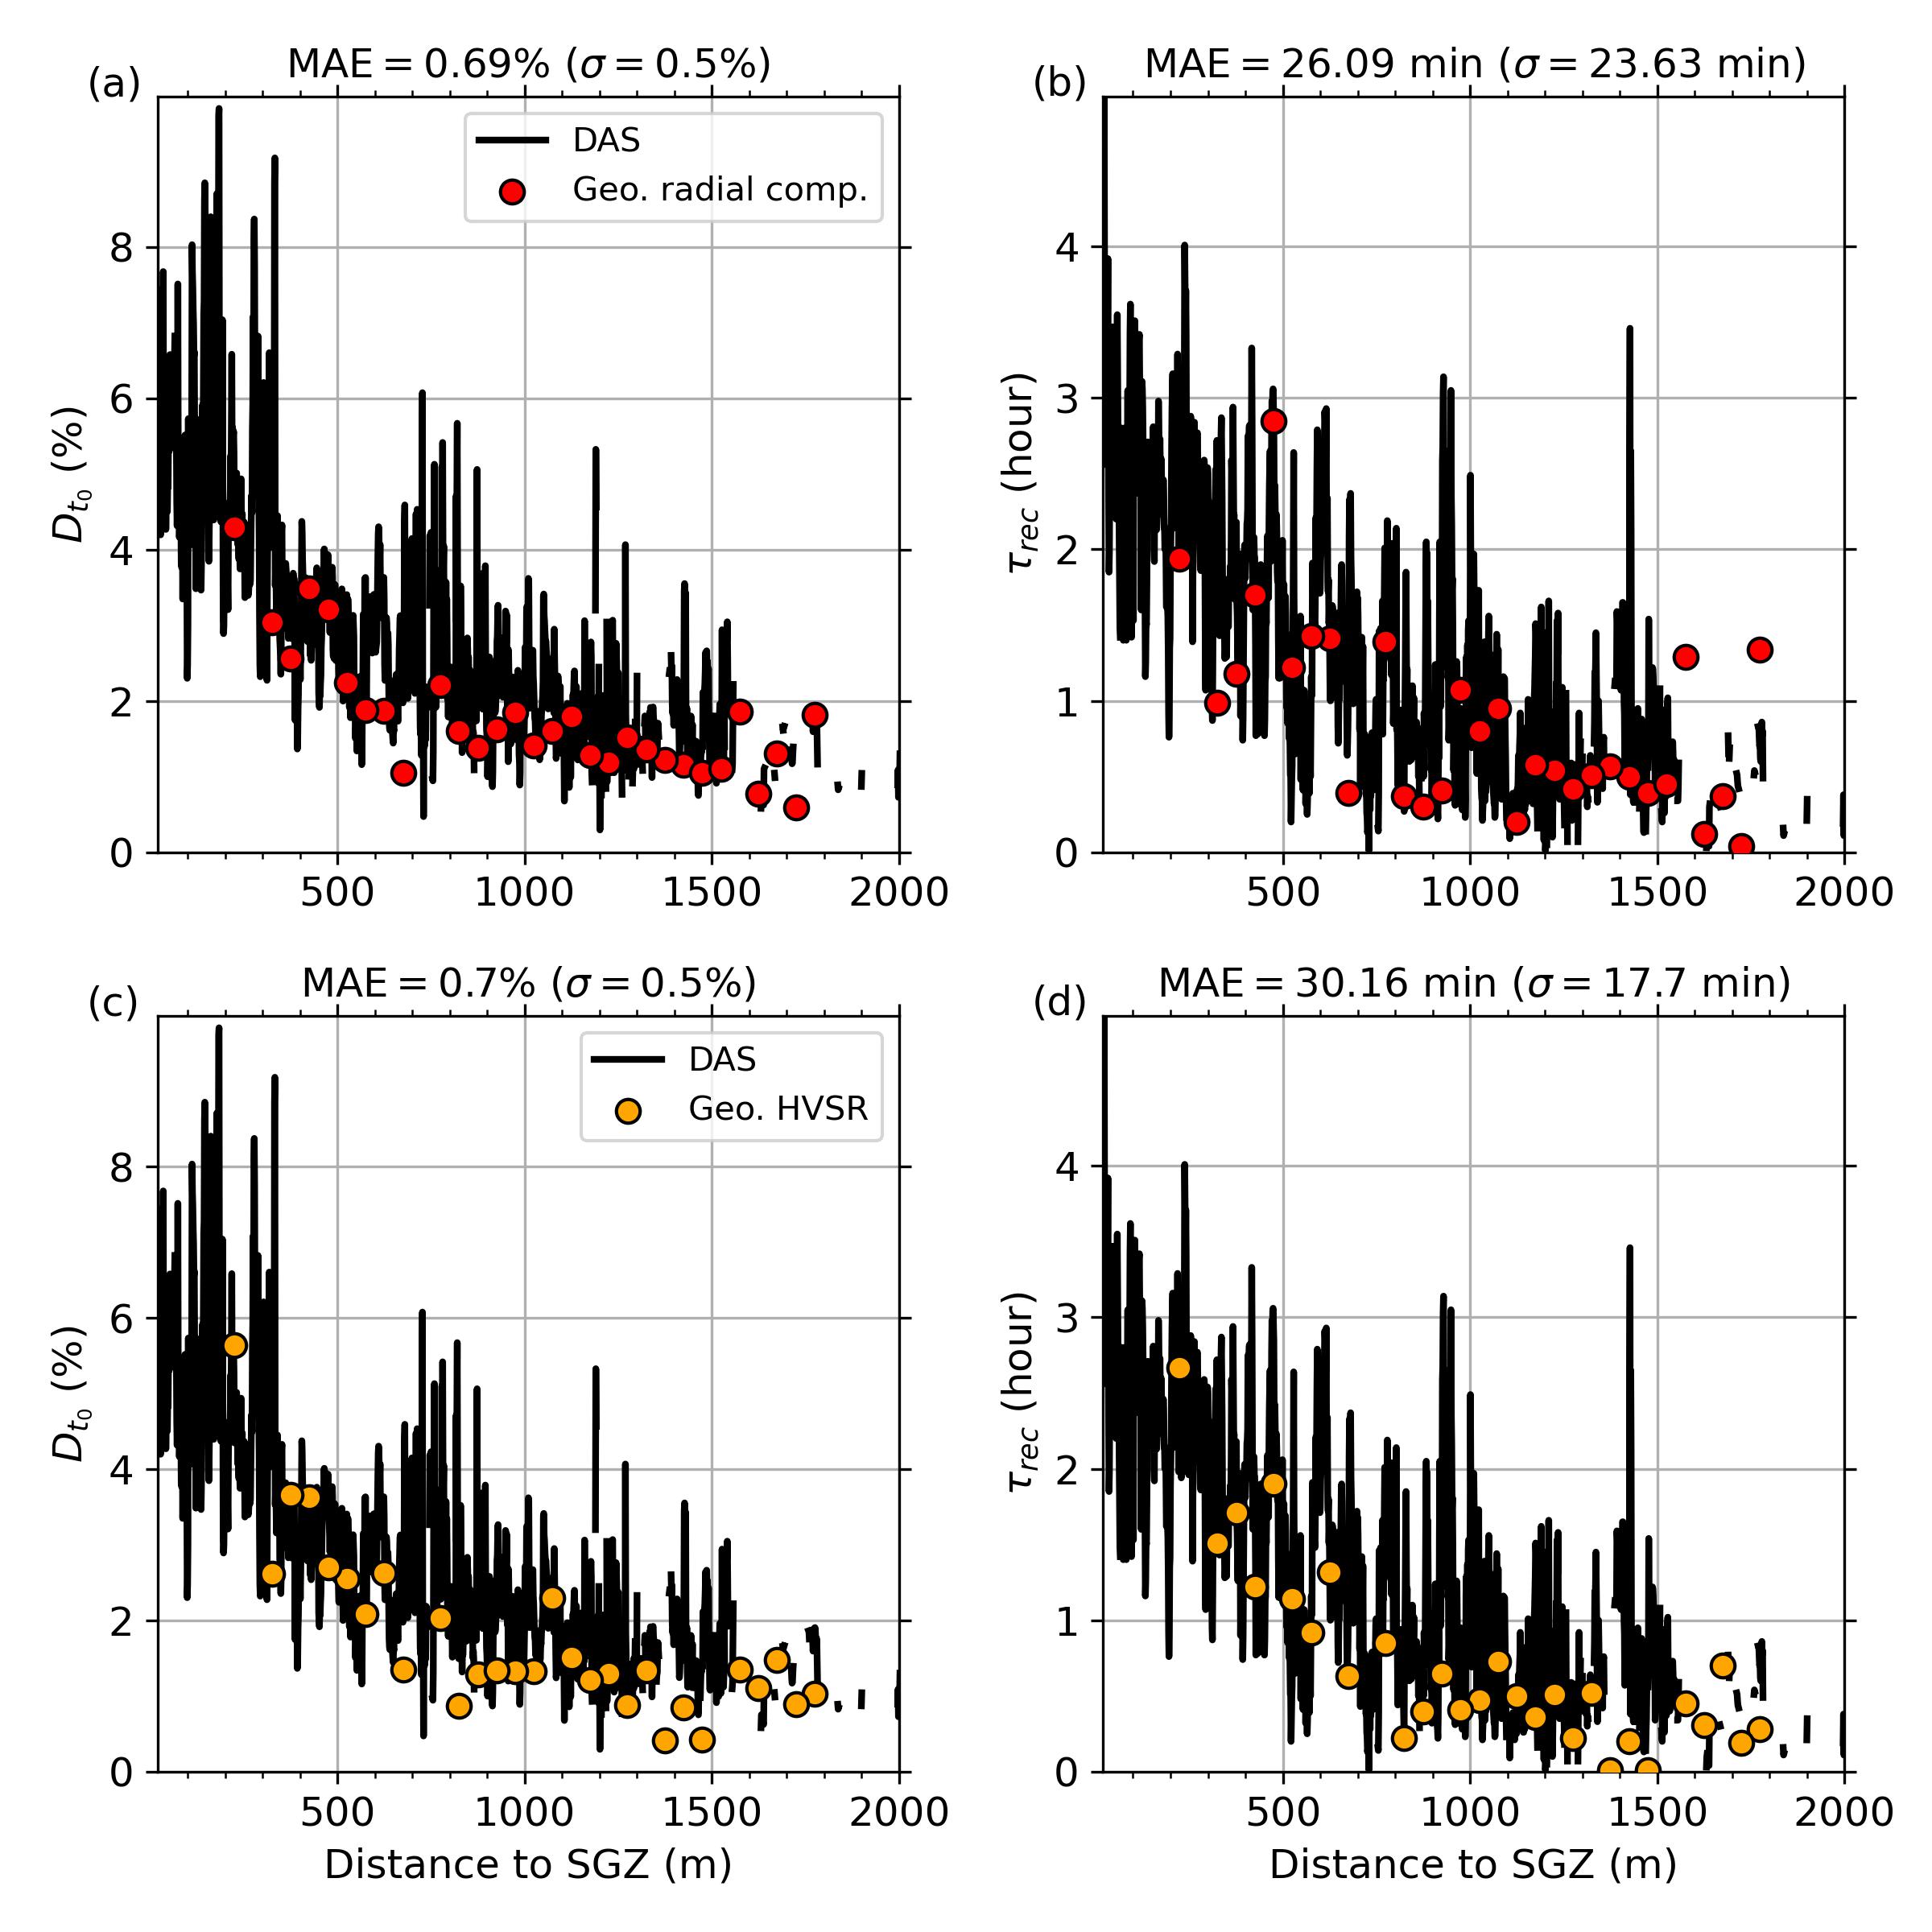 (a)
MAE = 0.69% (σ = 0.5%)
DAS
Geo. radial comp.
8
6
4
2
0
D_{t_0} (%)
500 1000 1500 2000
(b)
MAE = 26.09 min (σ = 23.63 min)
4
3
2
1
0
τ_{rec} (hour)
500 1000 1500 2000
(c)
MAE = 0.7% (σ = 0.5%)
DAS
Geo. HVSR
8
6
4
2
0
D_{t_0} (%)
500 1000 1500 2000
Distance to SGZ (m)
(d)
MAE = 30.16 min (σ = 17.7 min)
4
3
2
1
0
τ_{rec} (hour)
500 1000 1500 2000
Distance to SGZ (m)